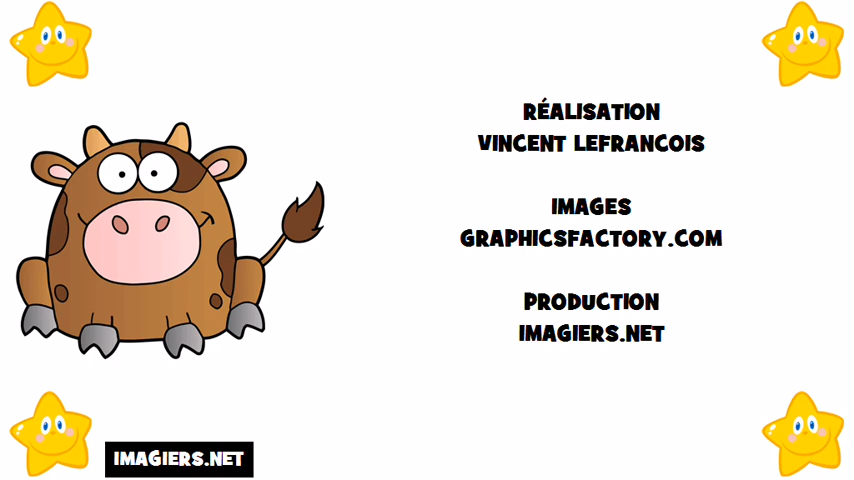 RÉALISATION
VINCENT LEFRANCOIS
IMAGES
GRAPHICSFACTORY.COM
PRODUCTION
IMAGIERS.NET
IMAGIERS.NET